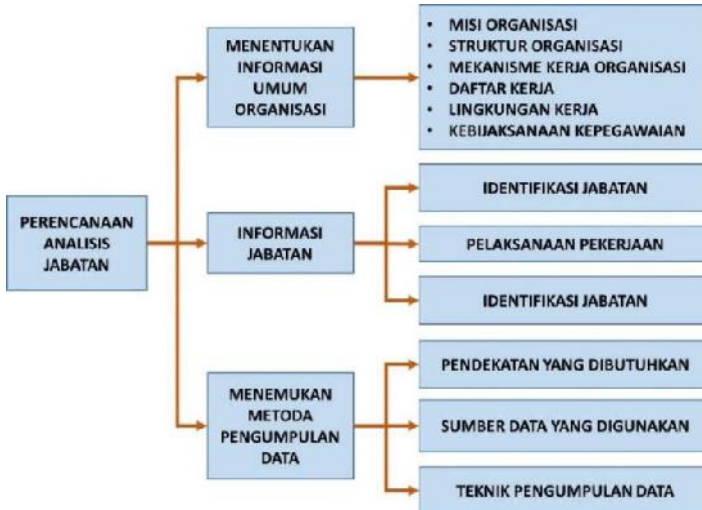 PERENCANAAN
ANALISIS
JABATAN
MENENTUKAN
INFORMASI
UMUM
ORGANISASI
• MISI ORGANISASI
• STRUKTUR ORGANISASI
• MEKANISME KERJA ORGANISASI
• DAFTAR KERJA
• LINGKUNGAN KERJA
• KEBIJAKSANAAN KEPEGAWAIAN
INFORMASI
JABATAN
IDENTIFIKASI JABATAN
PELAKSANAAN PEKERJAAN
IDENTIFIKASI JABATAN
MENEMUKAN
METODA
PENGUMPULAN
DATA
PENDEKATAN YANG DIBUTUHKAN
SUMBER DATA YANG DIGUNAKAN
TEKNIK PENGUMPULAN DATA